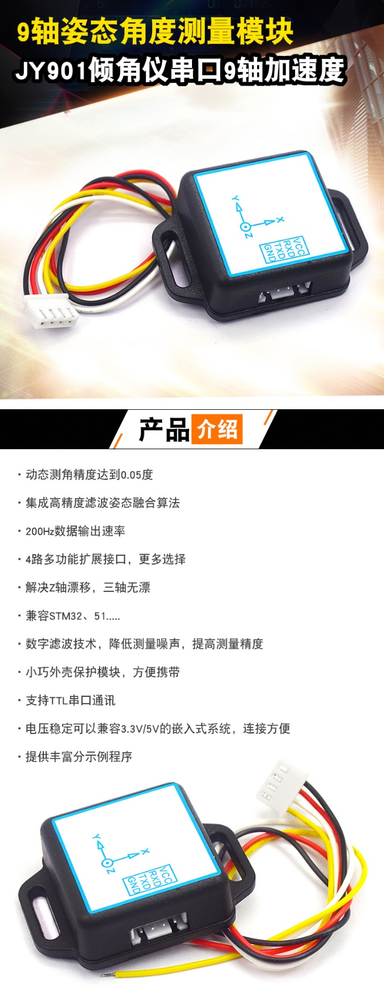 9轴姿态角度测量模块
JY901倾角仪串口9轴加速度
Y
X
Z
VCC
RXD
TXD
GND
产品介绍
·动态测角精度达到0.05度
·集成高精度滤波姿态融合算法
·200Hz数据输出速率
·4路多功能扩展接口，更多选择
·解决Z轴漂移，三轴无漂
·兼容STM32、51.....
·数字滤波技术，降低测量噪声，提高测量精度
·小巧外壳保护模块，方便携带
·支持TTL串口通讯
·电压稳定可以兼容3.3V/5V的嵌入式系统，连接方便
·提供丰富分示例程序
Y
X
Z
VCC
RXD
TXD
GND